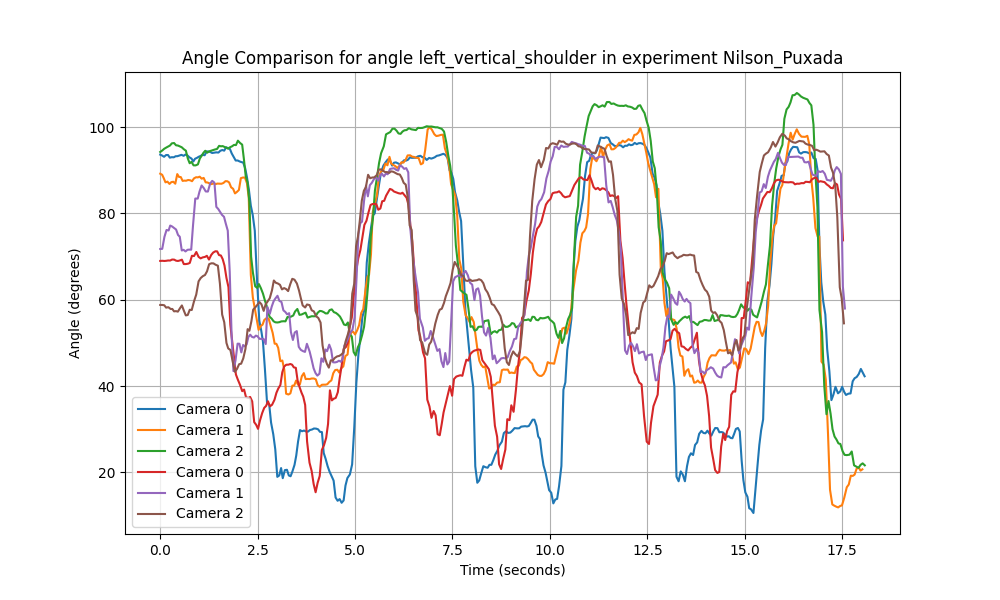 Angle Comparison for angle left_vertical_shoulder in experiment Nilson_Puxada
Angle (degrees)
100
80
60
40
20
Camera 0
Camera 1
Camera 2
Camera 0
Camera 1
Camera 2
0.0 2.5 5.0 7.5 10.0 12.5 15.0 17.5
Time (seconds)